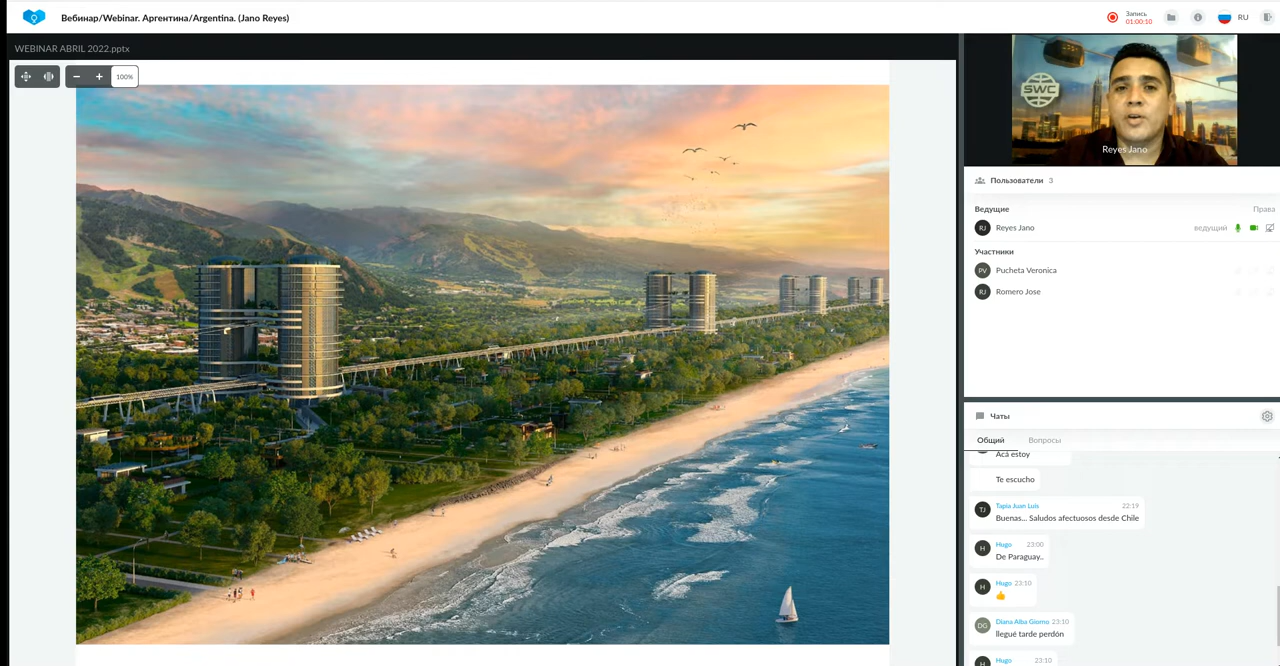 Вебинар/Webinar. Аргентина/Argentina. (Jano Reyes)
Запись
01:00:10
RU
WEBINAR ABRIL 2022.pptx
100%
SWC
Reyes Jano
Пользователи 3
Ведущие Права
RJ Reyes Jano ведущий
Участники
PV Pucheta Veronica
RJ Romero Jose
Чаты
Общий Вопросы
Acá estoy
Te escucho
TJ Tapia Juan Luis 22:19
Buenas... Saludos afectuosos desde Chile
H Hugo 23:00
De Paraguay..
H Hugo 23:10
👍
DG Diana Alba Giorno 23:10
llegué tarde perdón
H Hugo 23:10